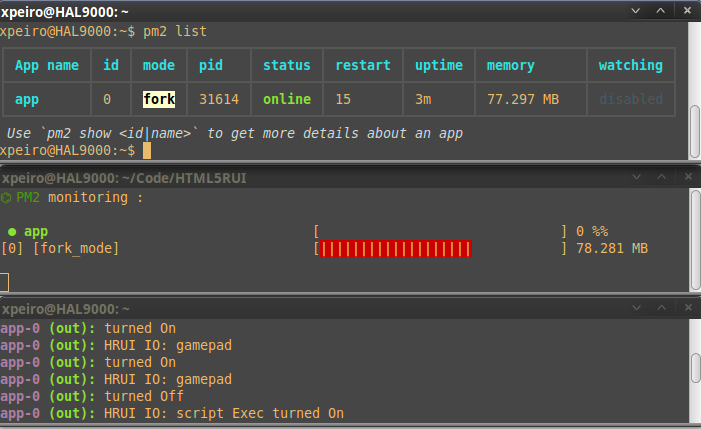 xpeiro@HAL9000: ~
xpeiro@HAL9000:~$ pm2 list
App name id mode pid status restart uptime memory watching
app 0 fork 31614 online 15 3m 77.297 MB disabled
Use `pm2 show <id|name>` to get more details about an app
xpeiro@HAL9000:~$
xpeiro@HAL9000: ~/Code/HTML5RUI
PM2 monitoring :
● app [ ] 0 %%
[0] [fork_mode] [|||||||||||||||||||] 78.281 MB
xpeiro@HAL9000: ~
app-0 (out): turned On
app-0 (out): HRUI IO: gamepad
app-0 (out): turned On
app-0 (out): HRUI IO: gamepad
app-0 (out): turned Off
app-0 (out): HRUI IO: script Exec turned On